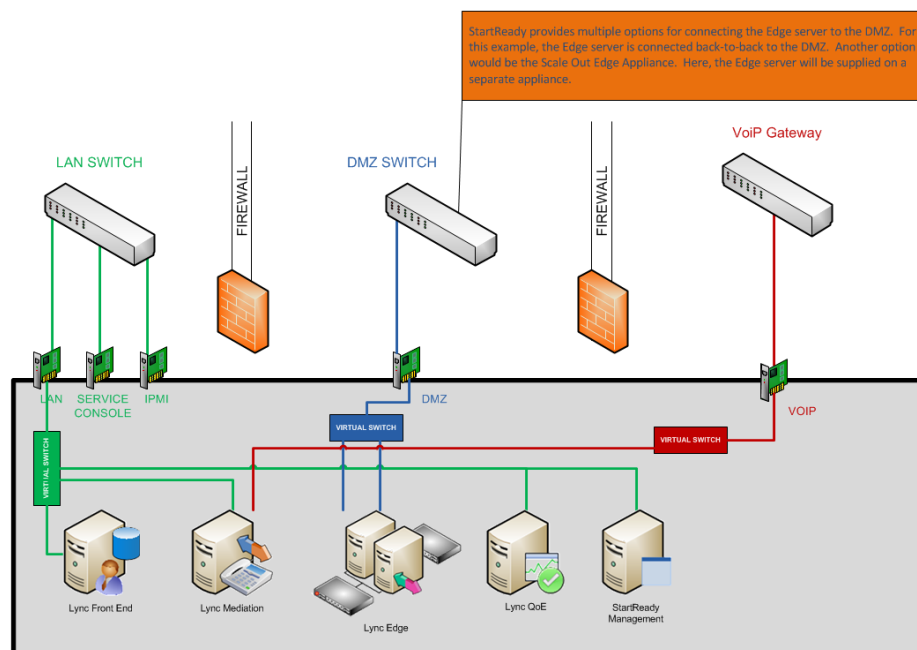 StartReady provides multiple options for connecting the Edge server to the DMZ. For
this example, the Edge server is connected back-to-back to the DMZ. Another option
would be the Scale Out Edge Appliance. Here, the Edge server will be supplied on a
separate appliance.
LAN SWITCH
FIREWALL
DMZ SWITCH
FIREWALL
VoiP Gateway
LAN
SERVICE
CONSOLE
IPMI
DMZ
VOIP
VIRTUAL SWITCH
VIRTUAL SWITCH
VIRTUAL SWITCH
Lync Front End
Lync Mediation
Lync Edge
Lync QoE
StartReady
Management